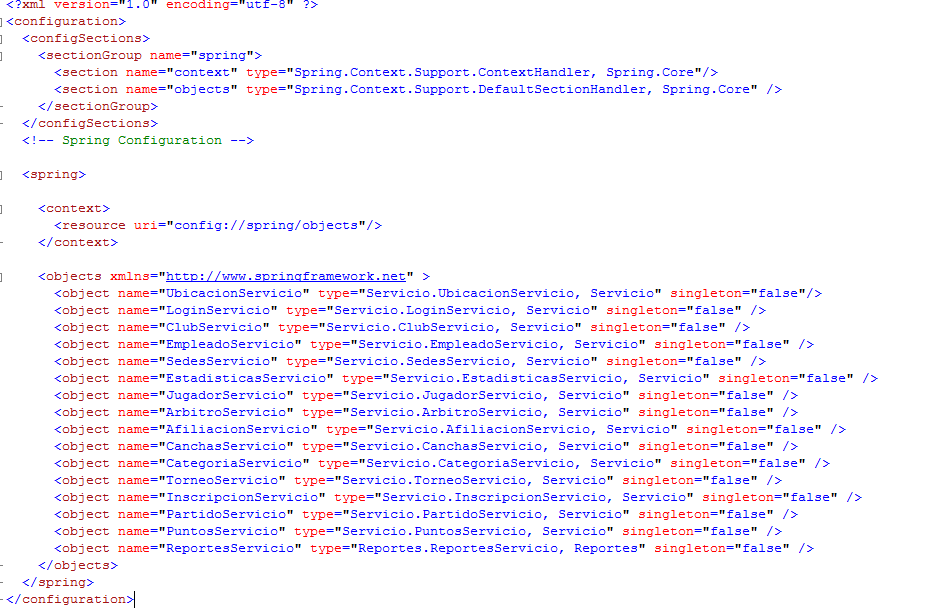 <?xml version="1.0" encoding="utf-8" ?>
<configuration>
  <configSections>
    <sectionGroup name="spring">
      <section name="context" type="Spring.Context.Support.ContextHandler, Spring.Core"/>
      <section name="objects" type="Spring.Context.Support.DefaultSectionHandler, Spring.Core" />
    </sectionGroup>
  </configSections>
  <!-- Spring Configuration -->
  <spring>
    <context>
      <resource uri="config://spring/objects"/>
    </context>
    <objects xmlns="http://www.springframework.net" >
      <object name="UbicacionServicio" type="Servicio.UbicacionServicio, Servicio" singleton="false"/>
      <object name="LoginServicio" type="Servicio.LoginServicio, Servicio" singleton="false" />
      <object name="ClubServicio" type="Servicio.ClubServicio, Servicio" singleton="false" />
      <object name="EmpleadoServicio" type="Servicio.EmpleadoServicio, Servicio" singleton="false" />
      <object name="SedesServicio" type="Servicio.SedesServicio, Servicio" singleton="false" />
      <object name="EstadisticasServicio" type="Servicio.EstadisticasServicio, Servicio" singleton="false" />
      <object name="JugadorServicio" type="Servicio.JugadorServicio, Servicio" singleton="false" />
      <object name="ArbitroServicio" type="Servicio.ArbitroServicio, Servicio" singleton="false" />
      <object name="AfiliacionServicio" type="Servicio.AfiliacionServicio, Servicio" singleton="false" />
      <object name="CanchasServicio" type="Servicio.CanchasServicio, Servicio" singleton="false" />
      <object name="CategoriaServicio" type="Servicio.CategoriaServicio, Servicio" singleton="false" />
      <object name="TorneoServicio" type="Servicio.TorneoServicio, Servicio" singleton="false" />
      <object name="InscripcionServicio" type="Servicio.InscripcionServicio, Servicio" singleton="false" />
      <object name="PartidoServicio" type="Servicio.PartidoServicio, Servicio" singleton="false" />
      <object name="PuntosServicio" type="Servicio.PuntosServicio, Servicio" singleton="false" />
      <object name="ReportesServicio" type="Reportes.ReportesServicio, Reportes" singleton="false" />
    </objects>
  </spring>
</configuration>